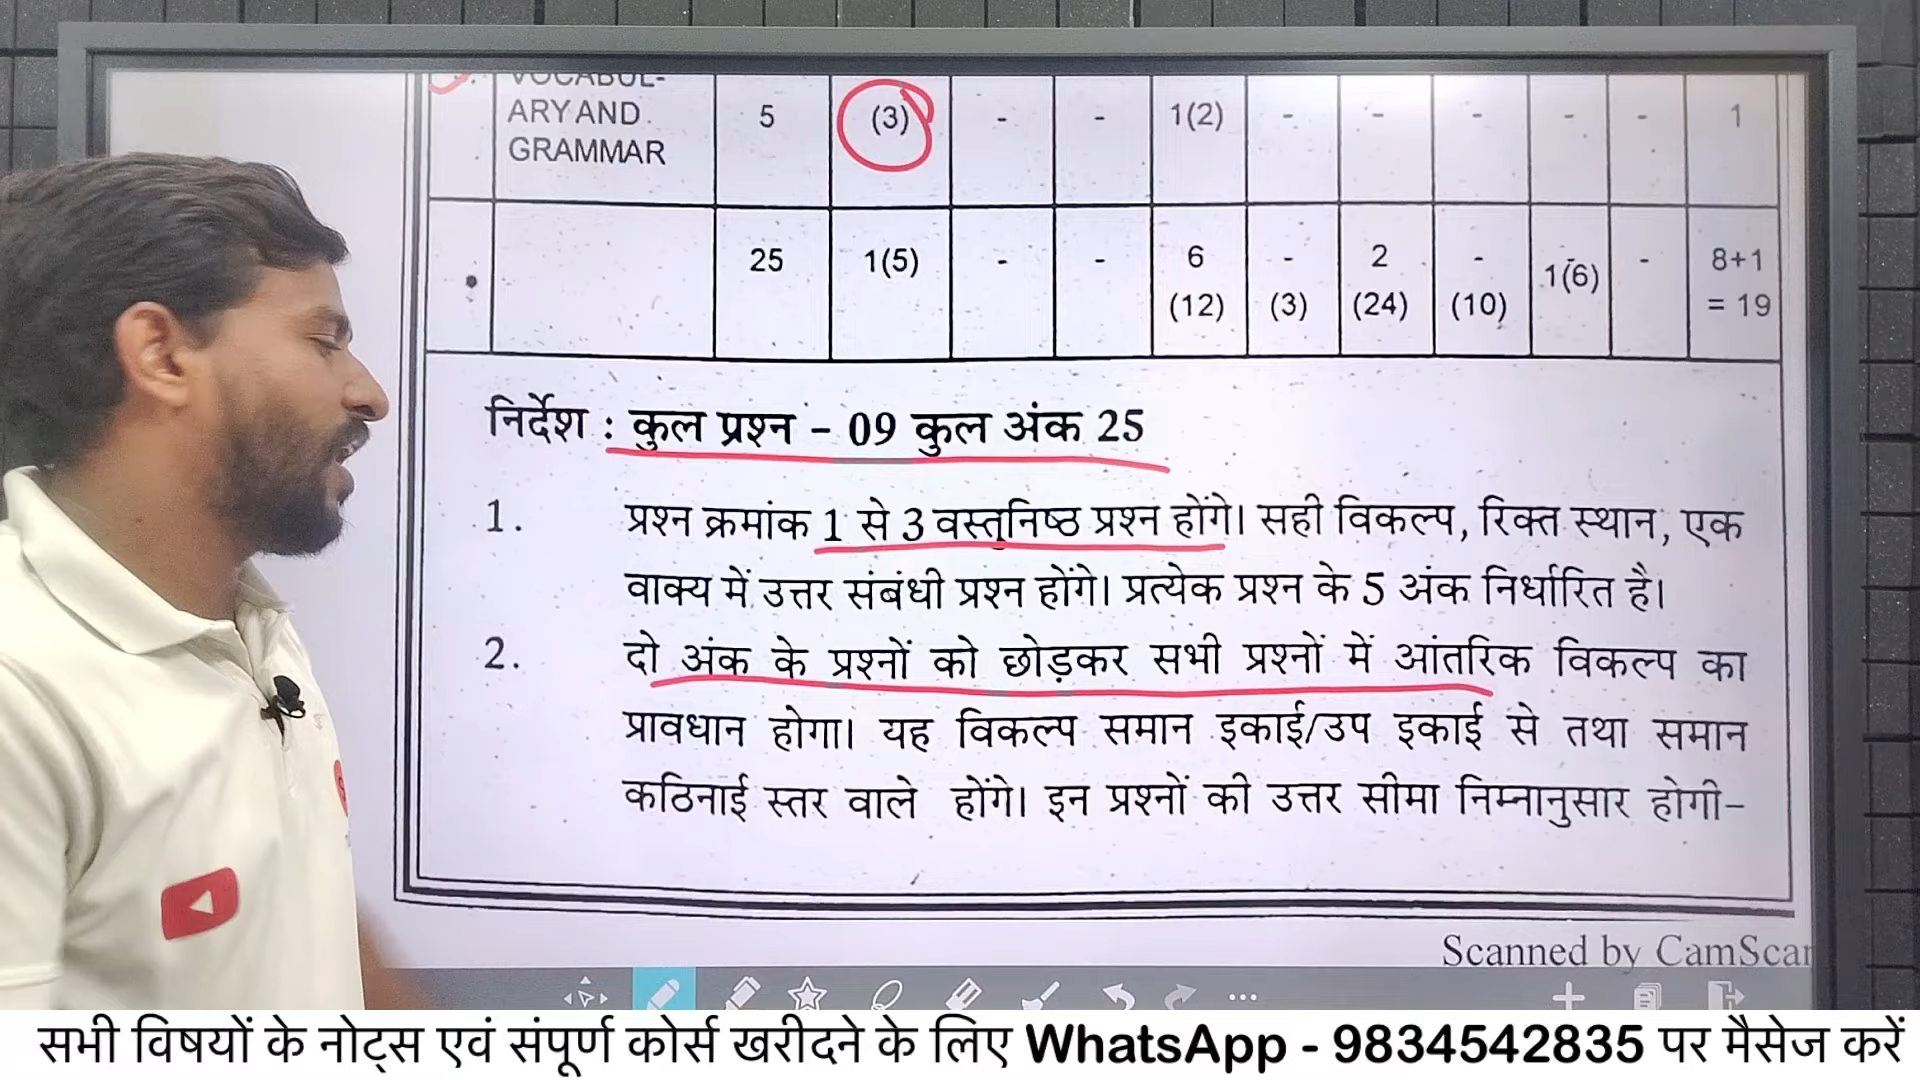 VOCABUL-
ARY AND
GRAMMAR
5 (3) - - 1(2) - - - - - 1
25 1(5) - - 6 (12) - (3) 2 (24) - (10) 1(6) - 8+1 = 19
निर्देश : कुल प्रश्न – 09 कुल अंक 25
1. प्रश्न क्रमांक 1 से 3 वस्तुनिष्ठ प्रश्न होंगे। सही विकल्प, रिक्त स्थान, एक
वाक्य में उत्तर संबंधी प्रश्न होंगे। प्रत्येक प्रश्न के 5 अंक निर्धारित है।
2. दो अंक के प्रश्नों को छोड़कर सभी प्रश्नों में आंतरिक विकल्प का
प्रावधान होगा। यह विकल्प समान इकाई/उप इकाई से तथा समान
कठिनाई स्तर वाले होंगे। इन प्रश्नों की उत्तर सीमा निम्नानुसार होगी–
Scanned by CamScan
सभी विषयों के नोट्स एवं संपूर्ण कोर्स खरीदने के लिए WhatsApp - 9834542835 पर मैसेज करें